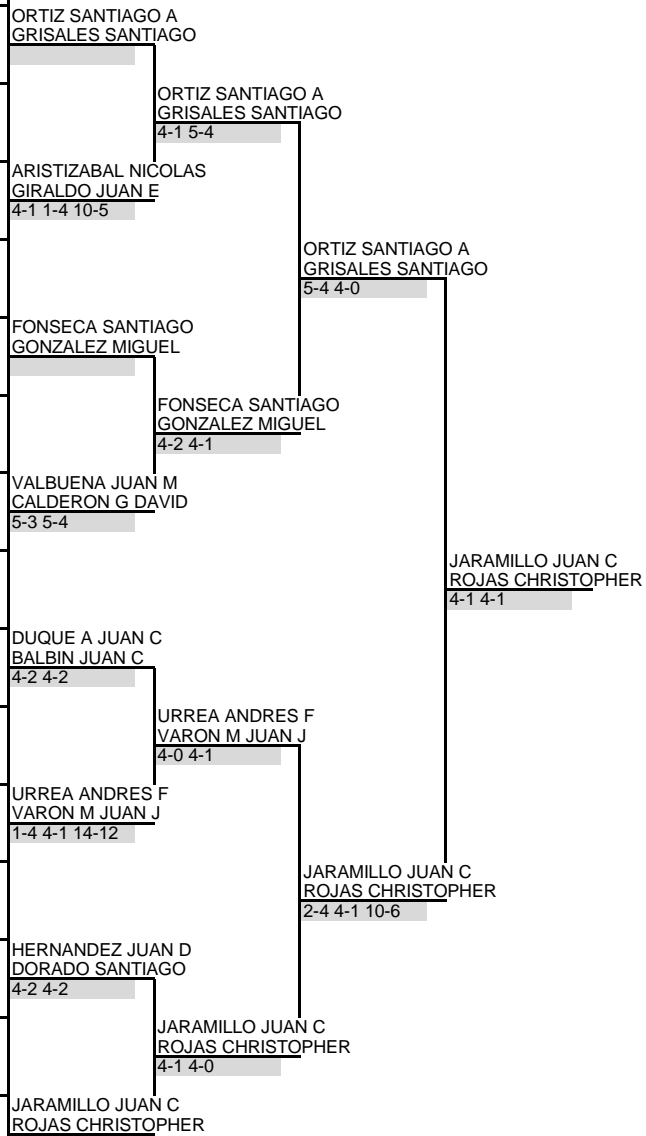 ORTIZ SANTIAGO A
GRISALES SANTIAGO
ORTIZ SANTIAGO A
GRISALES SANTIAGO
4-1 5-4
ARISTIZABAL NICOLAS
GIRALDO JUAN E
4-1 1-4 10-5
ORTIZ SANTIAGO A
GRISALES SANTIAGO
5-4 4-0
FONSECA SANTIAGO
GONZALEZ MIGUEL
FONSECA SANTIAGO
GONZALEZ MIGUEL
4-2 4-1
VALBUENA JUAN M
CALDERON G DAVID
5-3 5-4
JARAMILLO JUAN C
ROJAS CHRISTOPHER
4-1 4-1
DUQUE A JUAN C
BALBIN JUAN C
4-2 4-2
URREA ANDRES F
VARON M JUAN J
4-0 4-1
URREA ANDRES F
VARON M JUAN J
1-4 4-1 14-12
JARAMILLO JUAN C
ROJAS CHRISTOPHER
2-4 4-1 10-6
HERNANDEZ JUAN D
DORADO SANTIAGO
4-2 4-2
JARAMILLO JUAN C
ROJAS CHRISTOPHER
4-1 4-0
JARAMILLO JUAN C
ROJAS CHRISTOPHER